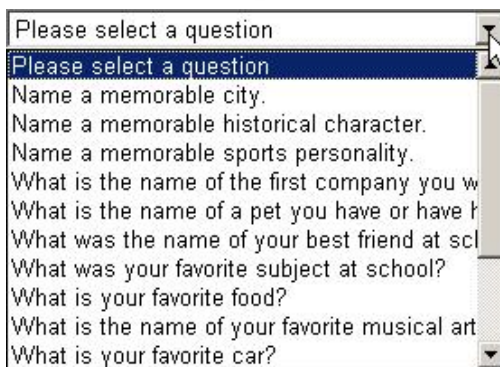 Please select a question
Please select a question
Name a memorable city.
Name a memorable historical character.
Name a memorable sports personality.
What is the name of the first company you w
What is the name of a pet you have or have h
What was the name of your best friend at scl
What was your favorite subject at school?
What is your favorite food?
What is the name of your favorite musical art
What is your favorite car?